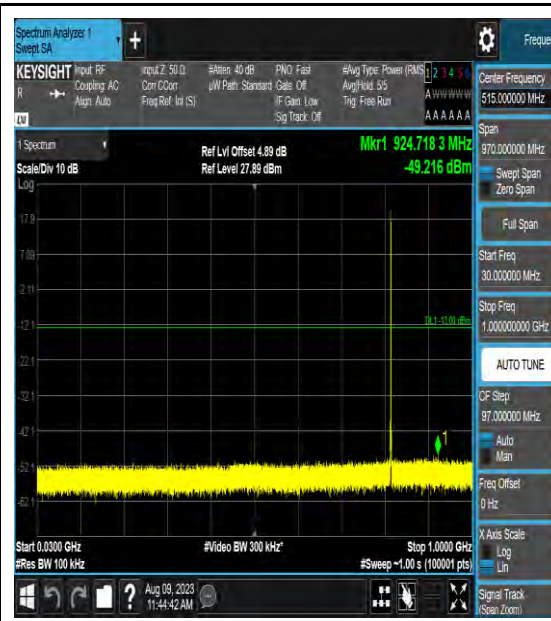 Spectrum Analyzer 1
Swept SA
+
Freque
KEYSIGHT
Input: RF
Input Z: 50 Ω
#Atten: 40 dB
PNO: Fast
#Avg Type: Power (RMS
1 2 3 4 5 6
R
Coupling: AC
Corr CCorr
µW Path: Standard
Gate: Off
Avg|Hold: 5/5
A W W W W W
Align: Auto
Freq Ref: Int (S)
IF Gain: Low
Trig: Free Run
Sig Track: Off
A A A A A A
Center Frequency
515.000000 MHz
Span
970.000000 MHz
Swept Span
Zero Span
Full Span
Start Freq
30.000000 MHz
Stop Freq
1.000000000 GHz
AUTO TUNE
CF Step
97.000000 MHz
Auto
Man
Freq Offset
0 Hz
X Axis Scale
Log
Lin
Signal Track
(Span Zoom)
1 Spectrum
Ref Lvl Offset 4.89 dB
Mkr1 924.718 3 MHz
Scale/Div 10 dB
Ref Level 27.89 dBm
-49.216 dBm
Log
17.9
7.89
-2.11
-12.1
DL1 -13.00 dBm
-22.1
-32.1
-42.1
1
-52.1
-62.1
Start 0.0300 GHz
#Video BW 300 kHz*
Stop 1.0000 GHz
#Res BW 100 kHz
#Sweep ~1.00 s (100001 pts)
?
Aug 09, 2023
11:44:42 AM